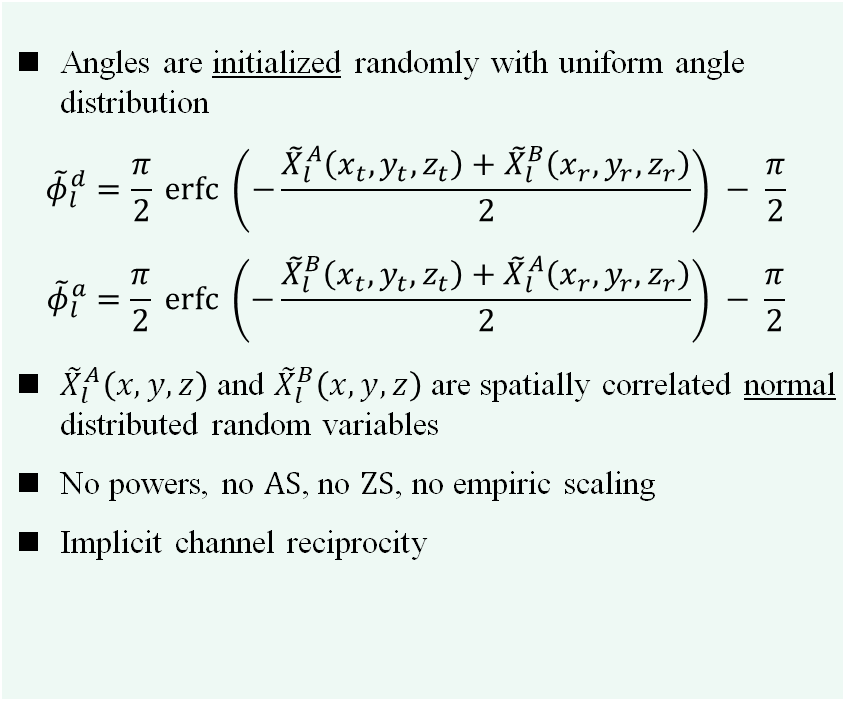 ■ Angles are initialized randomly with uniform angle
distribution
$\tilde{\phi}_l^d = \frac{\pi}{2} \text{ erfc} \left( -\frac{\tilde{X}_l^A(x_t, y_t, z_t) + \tilde{X}_l^B(x_r, y_r, z_r)}{2} \right) - \frac{\pi}{2}$
$\tilde{\phi}_l^a = \frac{\pi}{2} \text{ erfc} \left( -\frac{\tilde{X}_l^B(x_t, y_t, z_t) + \tilde{X}_l^A(x_r, y_r, z_r)}{2} \right) - \frac{\pi}{2}$
■ $\tilde{X}_l^A(x, y, z)$ and $\tilde{X}_l^B(x, y, z)$ are spatially correlated normal
distributed random variables
■ No powers, no AS, no ZS, no empiric scaling
■ Implicit channel reciprocity